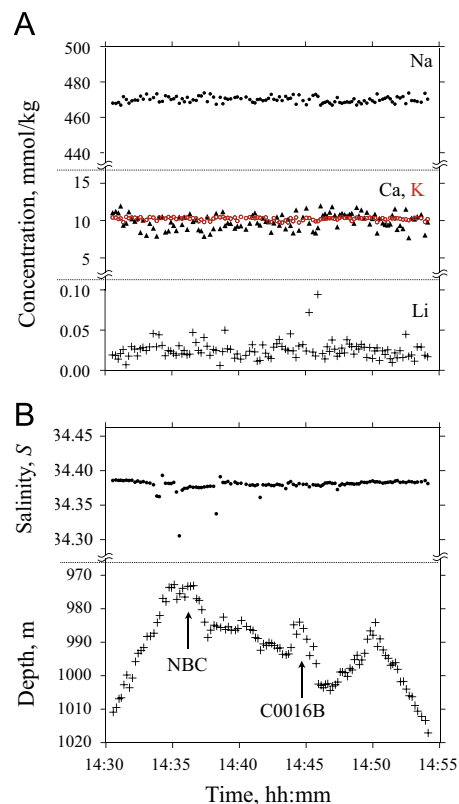 A
500
Na
480
460
440
15
Ca, K
10
5
0.10
Li
0.05
0.00
Concentration, mmol/kg
B
34.45
34.40
34.35
34.30
Salinity, S
970
980
990
1000
1010
1020
Depth, m
NBC
C0016B
14:30 14:35 14:40 14:45 14:50 14:55
Time, hh:mm